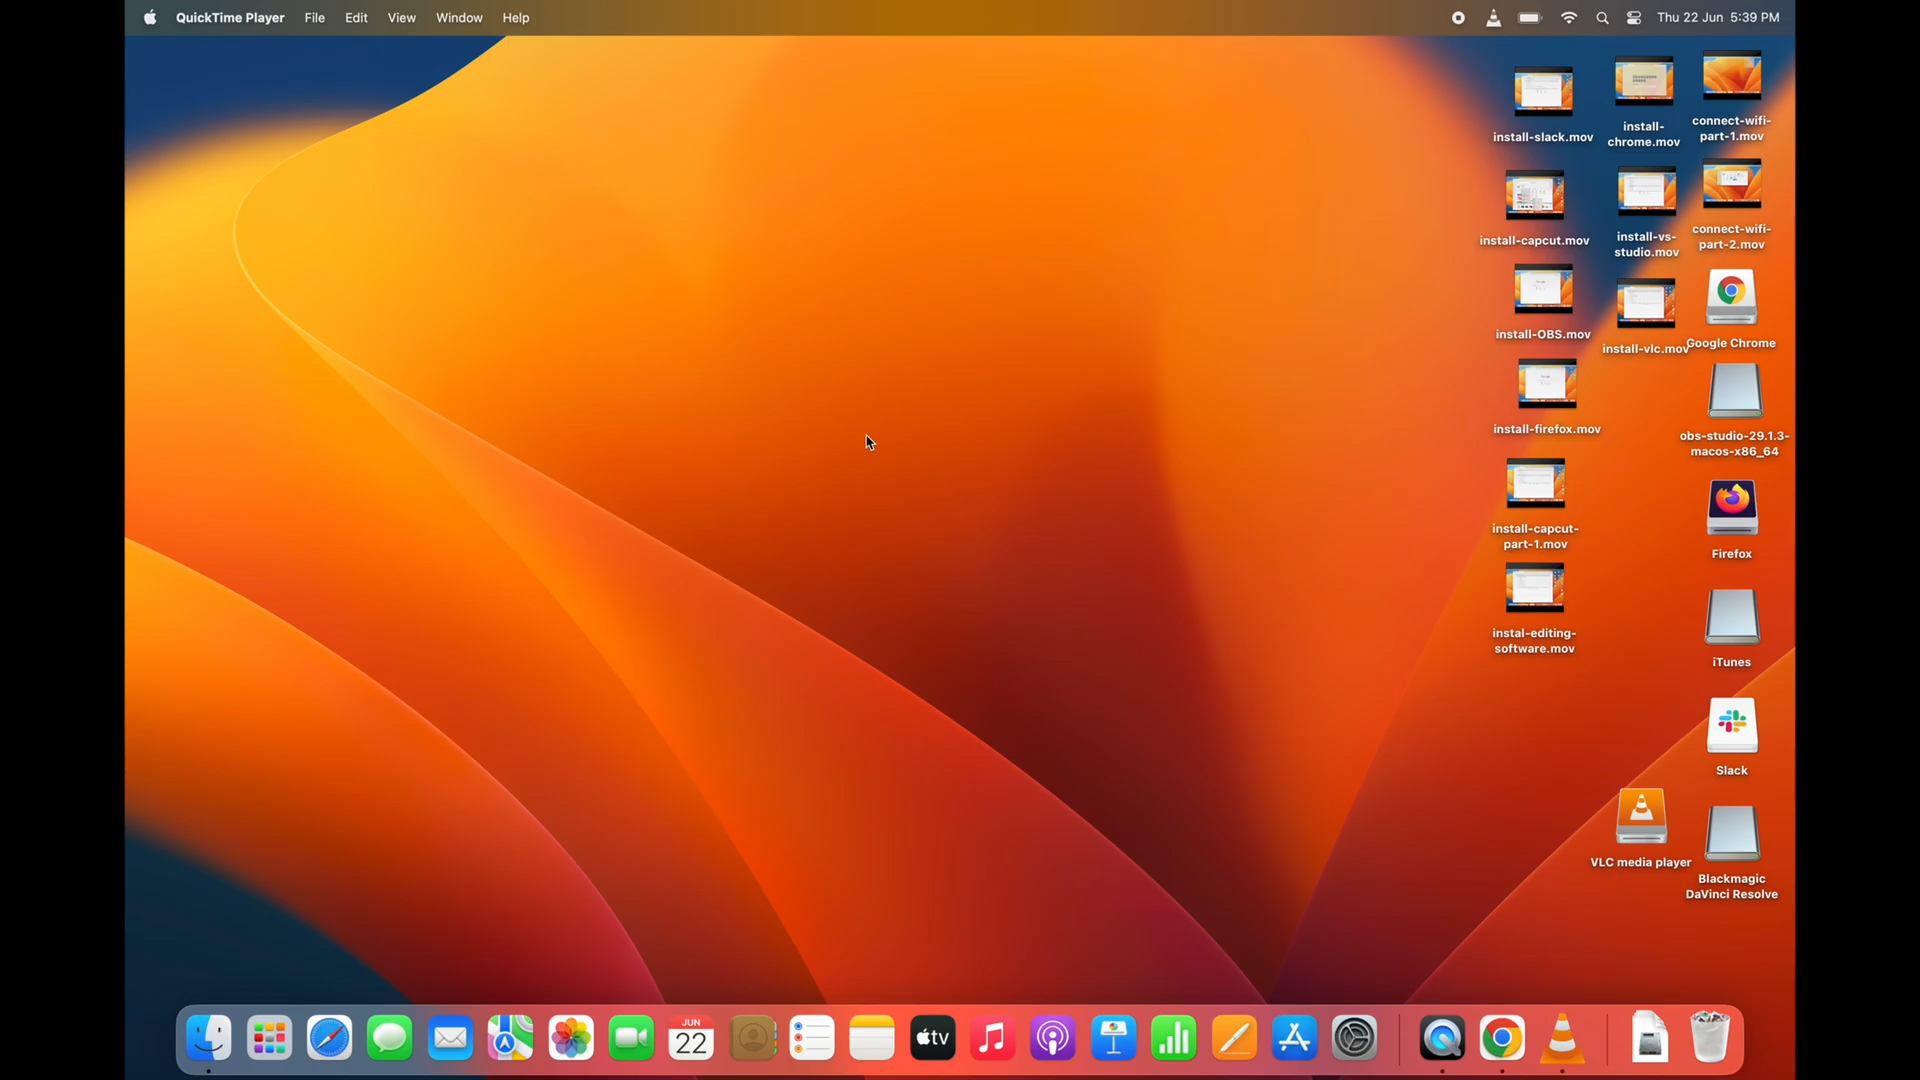 QuickTime Player File Edit View Window Help Thu 22 Jun 5:39 PM
install-slack.mov
install-
chrome.mov
connect-wifi-
part-1.mov
install-capcut.mov
install-vs-
studio.mov
connect-wifi-
part-2.mov
install-OBS.mov
install-vlc.mov
Google Chrome
install-firefox.mov
obs-studio-29.1.3-
macos-x86_64
install-capcut-
part-1.mov
Firefox
instal-editing-
software.mov
iTunes
Slack
VLC media player
Blackmagic
DaVinci Resolve
JUN
22
tv